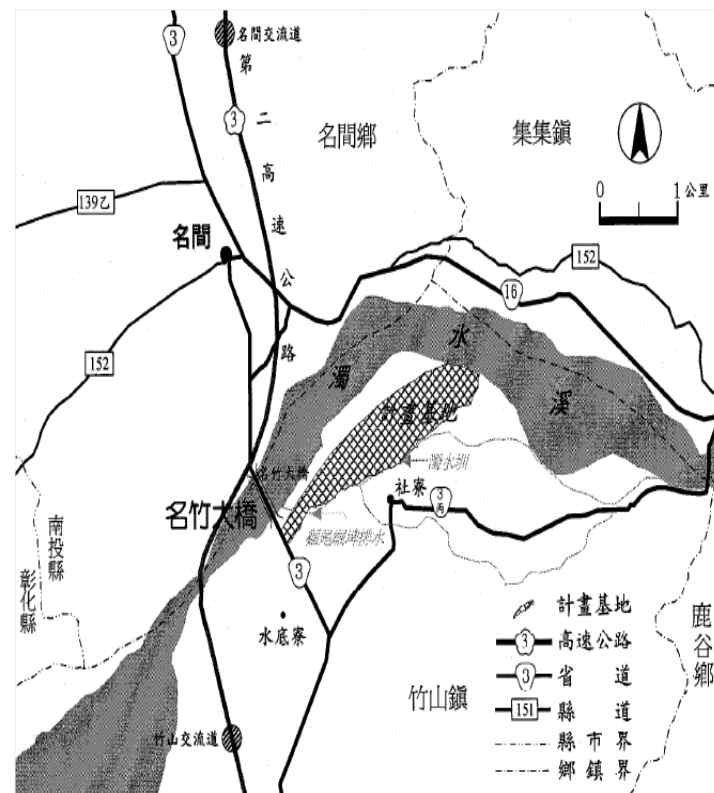 3
名間交流道
第二高速公路
3
名間鄉
集集鎮
0 1 公里
139乙
名間
152
16
152
濁水溪
計畫基地
濁水圳
名竹大橋
名竹大橋
社寮
3丙
3
南投縣
彰化縣
水底寮
竹山鎮
鹿谷鄉
竹山交流道
計畫基地
3 高速公路
3 省道
151 縣道
縣市界
鄉鎮界